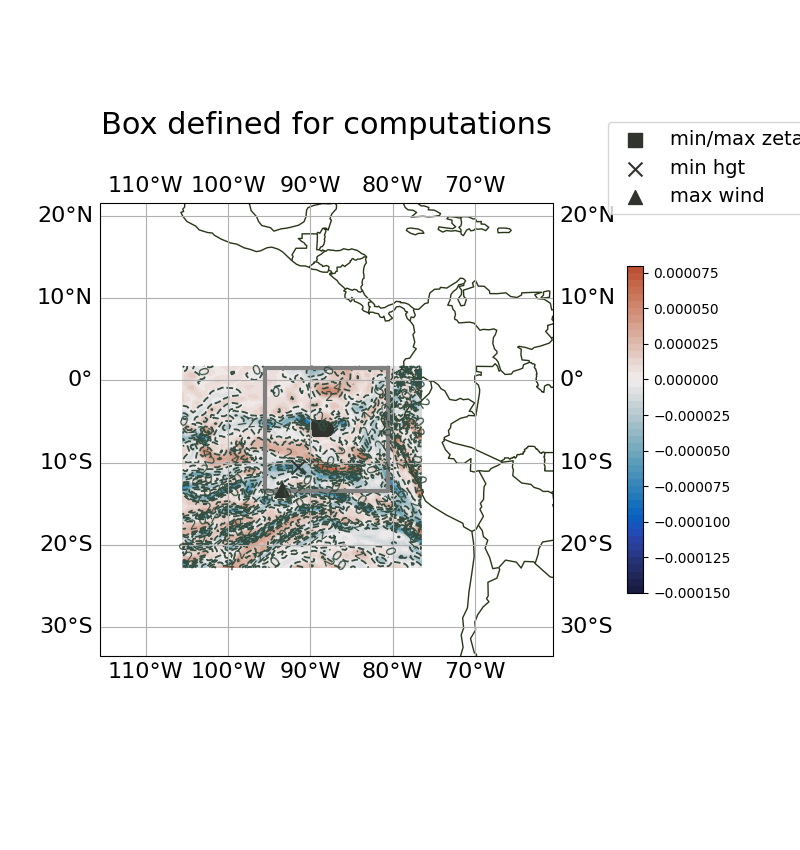 Box defined for computations
min/max zeta
min hgt
max wind
110°W 100°W 90°W 80°W 70°W
20°N 20°N
10°N 10°N
0° 0°
10°S 10°S
20°S 20°S
30°S 30°S
110°W 100°W 90°W 80°W 70°W
0.000075
0.000050
0.000025
0.000000
−0.000025
−0.000050
−0.000075
−0.000100
−0.000125
−0.000150